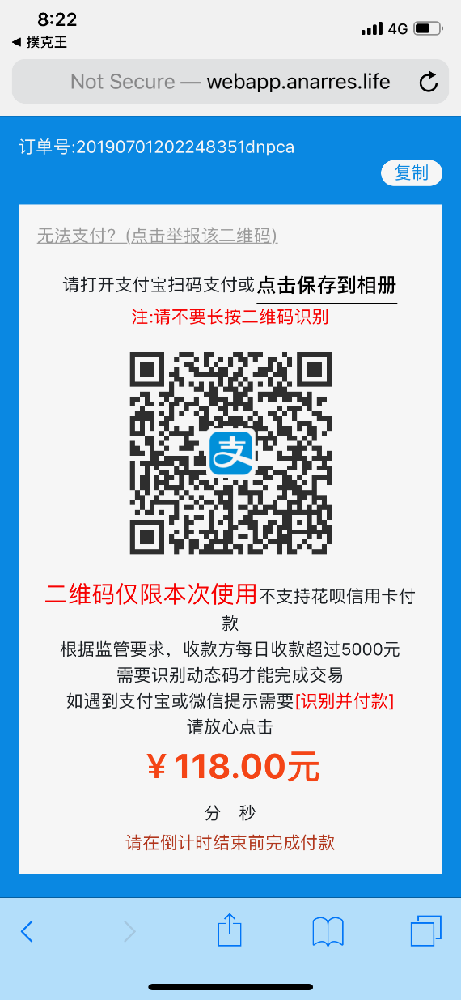 8:22
4G
◀ 撲克王
Not Secure — webapp.anarres.life
订单号:20190701202248351dnpca
复制
无法支付？(点击举报该二维码)
请打开支付宝扫码支付或点击保存到相册
注:请不要长按二维码识别
支
二维码仅限本次使用不支持花呗信用卡付
款
根据监管要求，收款方每日收款超过5000元
需要识别动态码才能完成交易
如遇到支付宝或微信提示需要[识别并付款]
请放心点击
￥118.00元
分 秒
请在倒计时结束前完成付款